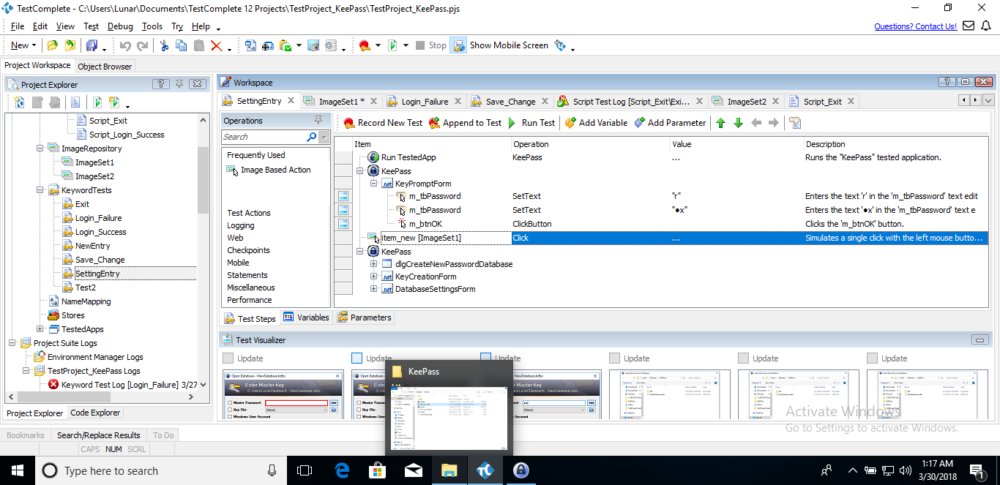 TestComplete - C:\Users\Lunar\Documents\TestComplete 12 Projects\TestProject_KeePass\TestProject_KeePass.pjs
File Edit View Test Debug Tools Try Help
Questions? Contact Us!
New Stop Show Mobile Screen
Project Workspace Object Browser
Project Explorer
Script_Exit
Script_Login_Success
ImageRepository
ImageSet1
ImageSet2
KeywordTests
Exit
Login_Failure
Login_Success
NewEntry
Save_Change
SettingEntry
Test2
NameMapping
Stores
TestedApps
Project Suite Logs
Environment Manager Logs
TestProject_KeePass Logs
Keyword Test Log [Login_Failure] 3/27
Project Explorer Code Explorer
Workspace
SettingEntry ImageSet1 * Login_Failure Save_Change Script Test Log [Script_Exit\Exi... ImageSet2 Script_Exit
Operations
Search
Frequently Used
Image Based Action
Test Actions
Logging
Web
Checkpoints
Mobile
Statements
Miscellaneous
Performance
Record New Test Append to Test Run Test Add Variable Add Parameter
Item Operation Value Description
Run TestedApp KeePass ... Runs the "KeePass" tested application.
KeePass
.net KeyPromptForm
m_tbPassword SetText "r" Enters the text 'r' in the 'm_tbPassword' text edit
m_tbPassword SetText "●x" Enters the text '●x' in the 'm_tbPassword' text e
m_btnOK ClickButton Clicks the 'm_btnOK' button.
item_new [ImageSet1] Click ... Simulates a single click with the left mouse butto...
KeePass
dlgCreateNewPasswordDatabase
.net KeyCreationForm
.net DatabaseSettingsForm
Test Steps Variables Parameters
Test Visualizer
Update Update Update Update Update Update
Open Database - NewDatabase.kdbx
Enter Master Key
Master Password:
Key File: (None)
Windows User Account
KeePass
Activate Windows
Go to Settings to activate Windows.
Bookmarks Search/Replace Results To Do
CAPS NUM SCRL
Type here to search
1:17 AM
3/30/2018
1